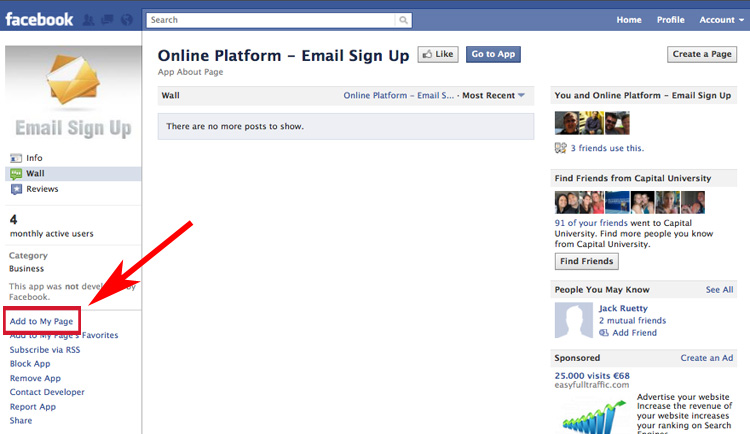 facebook
Search
Home Profile Account
Email Sign Up
Info
Wall
Reviews
4
monthly active users
Category
Business
This app was not developed by
Facebook.
Add to My Page
Add to My Page's Favorites
Subscribe via RSS
Block App
Remove App
Contact Developer
Report App
Share
Online Platform – Email Sign Up
Like
Go to App
App About Page
Wall
Online Platform – Email S... · Most Recent
There are no more posts to show.
Create a Page
You and Online Platform – Email Sign Up
3 friends use this.
Find Friends from Capital University
91 of your friends went to Capital
University. Find more people you know
from Capital University.
Find Friends
People You May Know
See All
Jack Ruetty
2 mutual friends
Add Friend
Sponsored
Create an Ad
25.000 visits €68
easyfulltraffic.com
Advertise your website
Increase the revenue of
your website increases
your ranking on Search
Engines